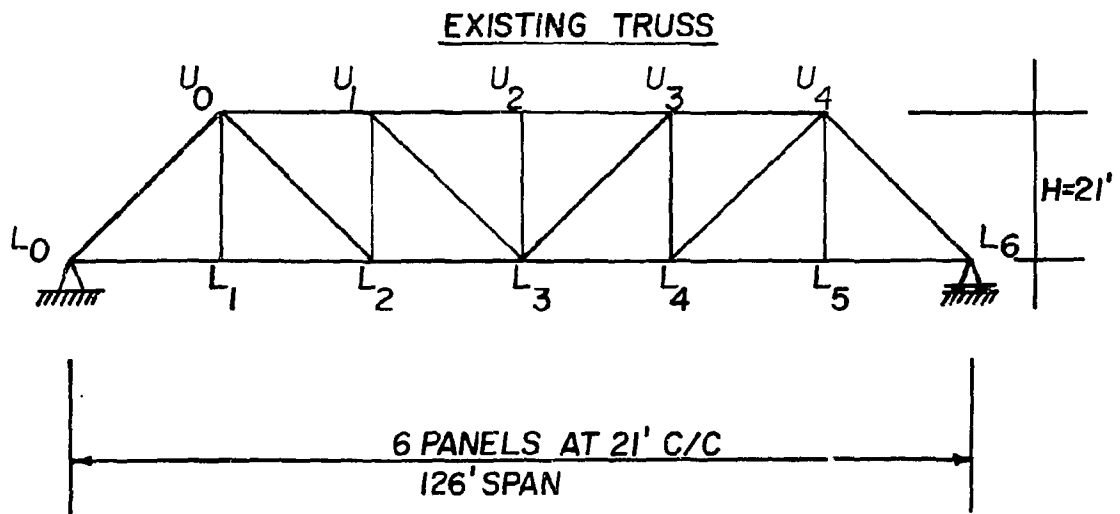 EXISTING TRUSS
U0 U1 U2 U3 U4
H=21'
L0 L6
L1 L2 L3 L4 L5
6 PANELS AT 21' C/C
126' SPAN